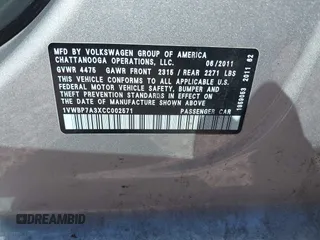 MFD BY VOLKSWAGEN GROUP OF AMERICA
CHATTANOOGA OPERATIONS, LLC. 06/2011
GVWR 4475 GAWR FRONT 2315 / REAR 2271 LBS
THIS VEHICLE CONFORMS TO ALL APPLICABLE
FEDERAL MOTOR VEHICLE SAFETY, BUMPER
AND THEFT PREVENTION STANDARDS IN EFFECT
ON THE DATE OF MANUFACTURE SHOWN ABOVE
1VWBP7A3XCC002571 PASSENGER CAR
2011 62
DREAMBID